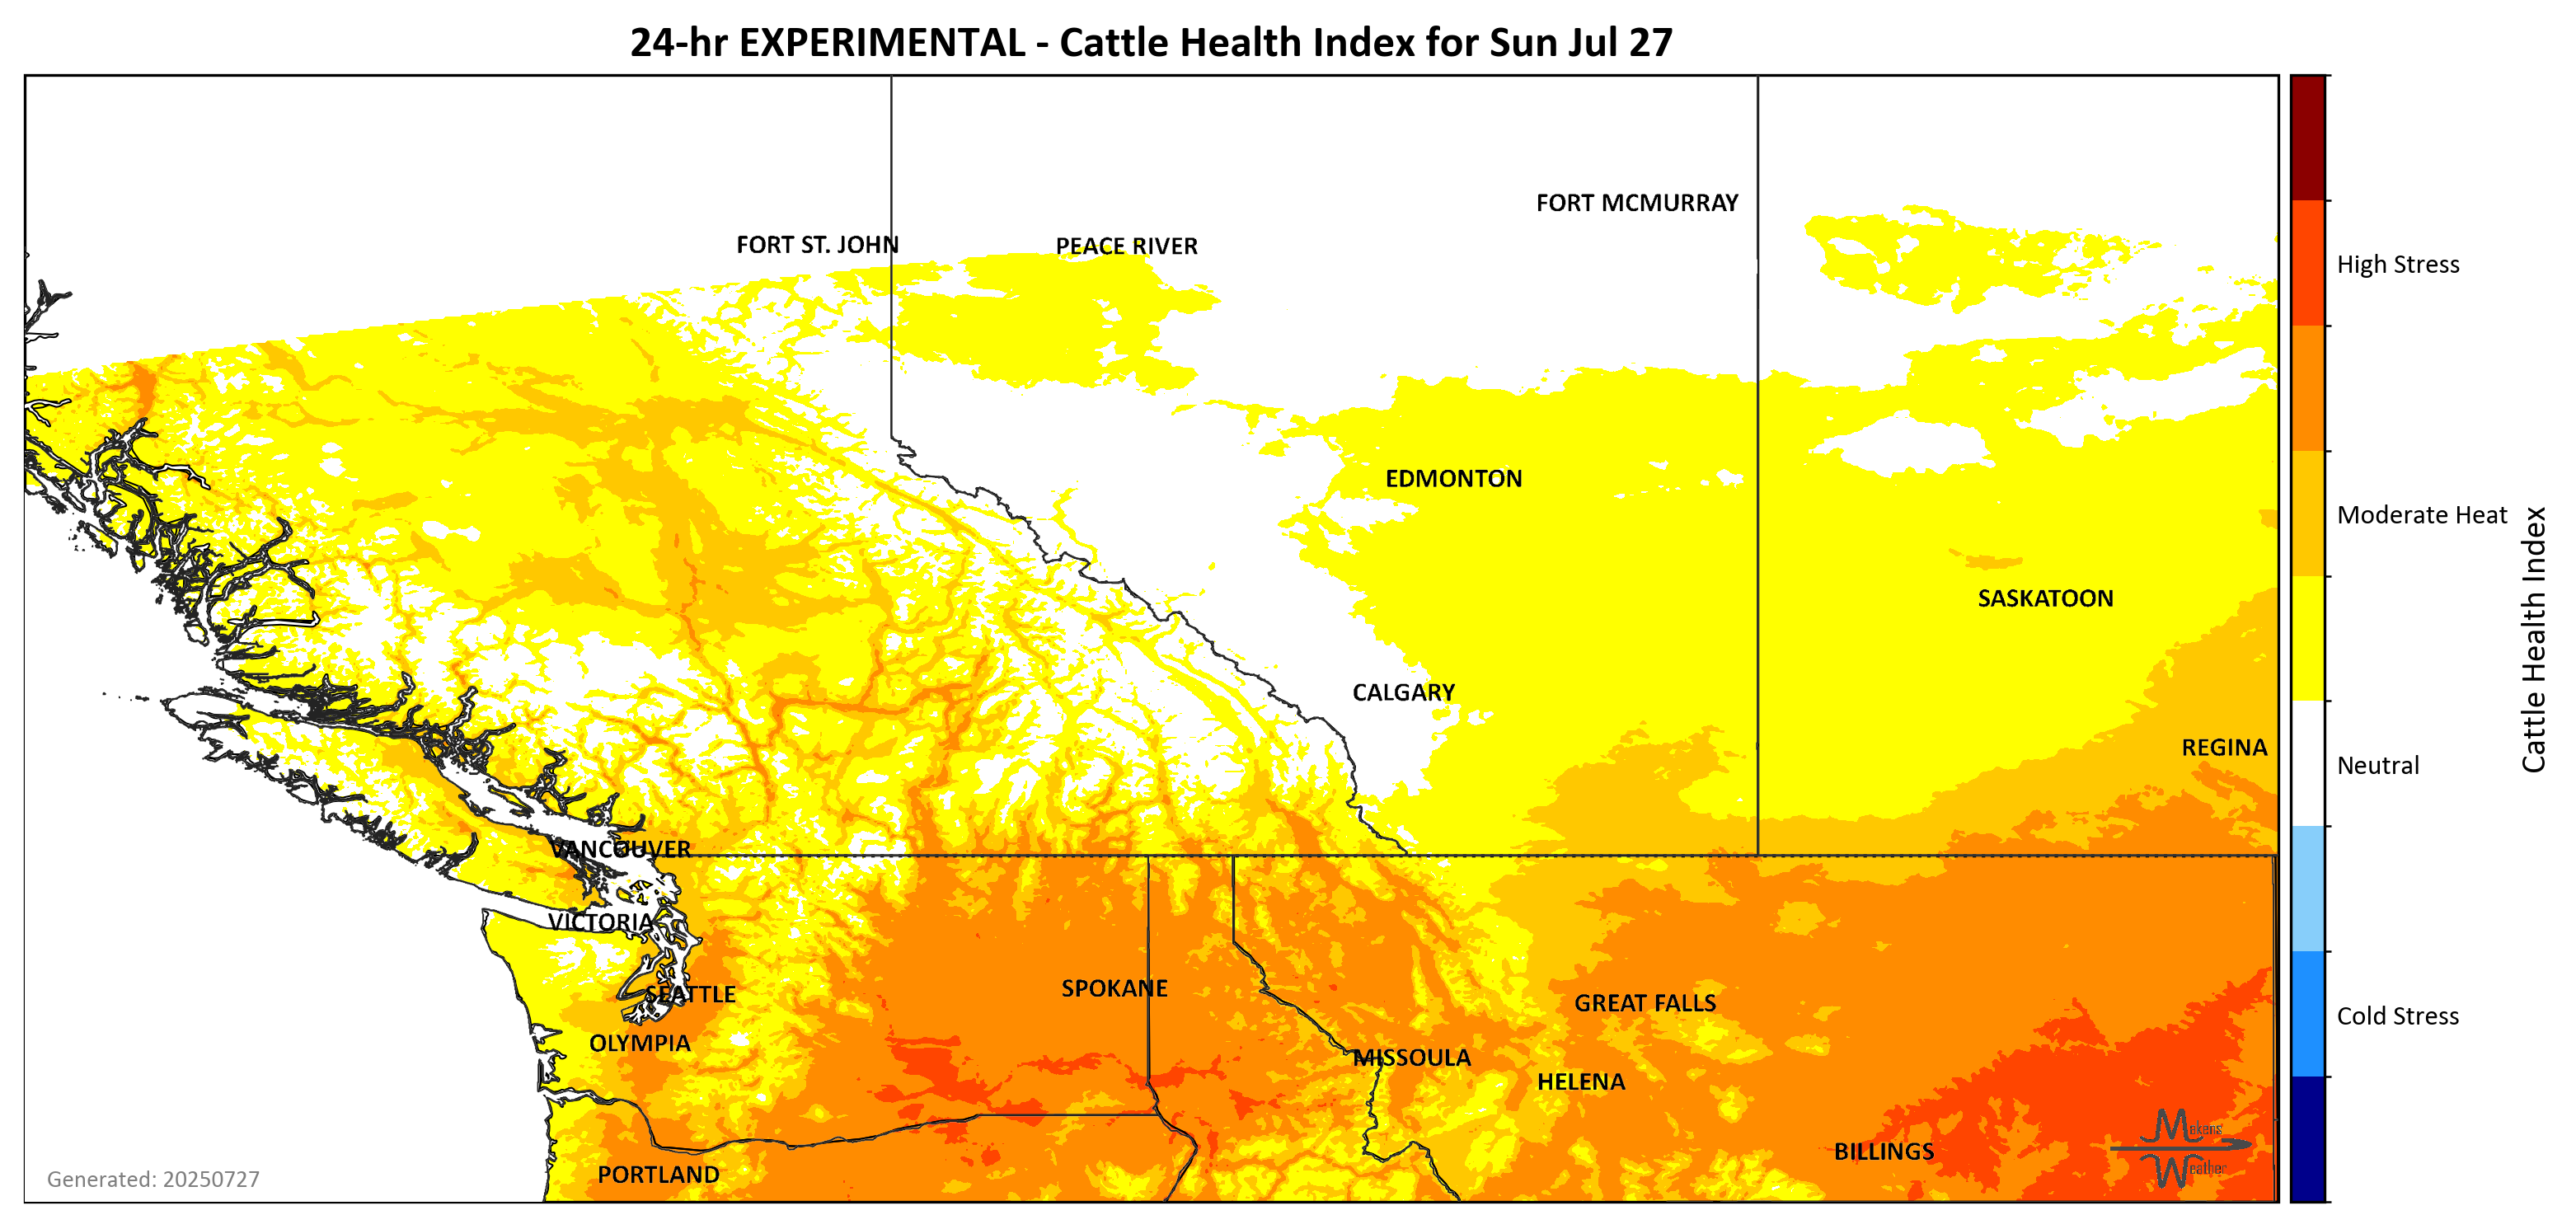 24-hr EXPERIMENTAL - Cattle Health Index for Sun Jul 27
FORT MCMURRAY
FORT ST. JOHN
PEACE RIVER
High Stress
EDMONTON
Moderate Heat
SASKATOON
Cattle Health Index
CALGARY
REGINA
Neutral
VANCOUVER
VICTORIA
SEATTLE
SPOKANE
GREAT FALLS
Cold Stress
OLYMPIA
MISSOULA
HELENA
BILLINGS
Makens
Weather
PORTLAND
Generated: 20250727